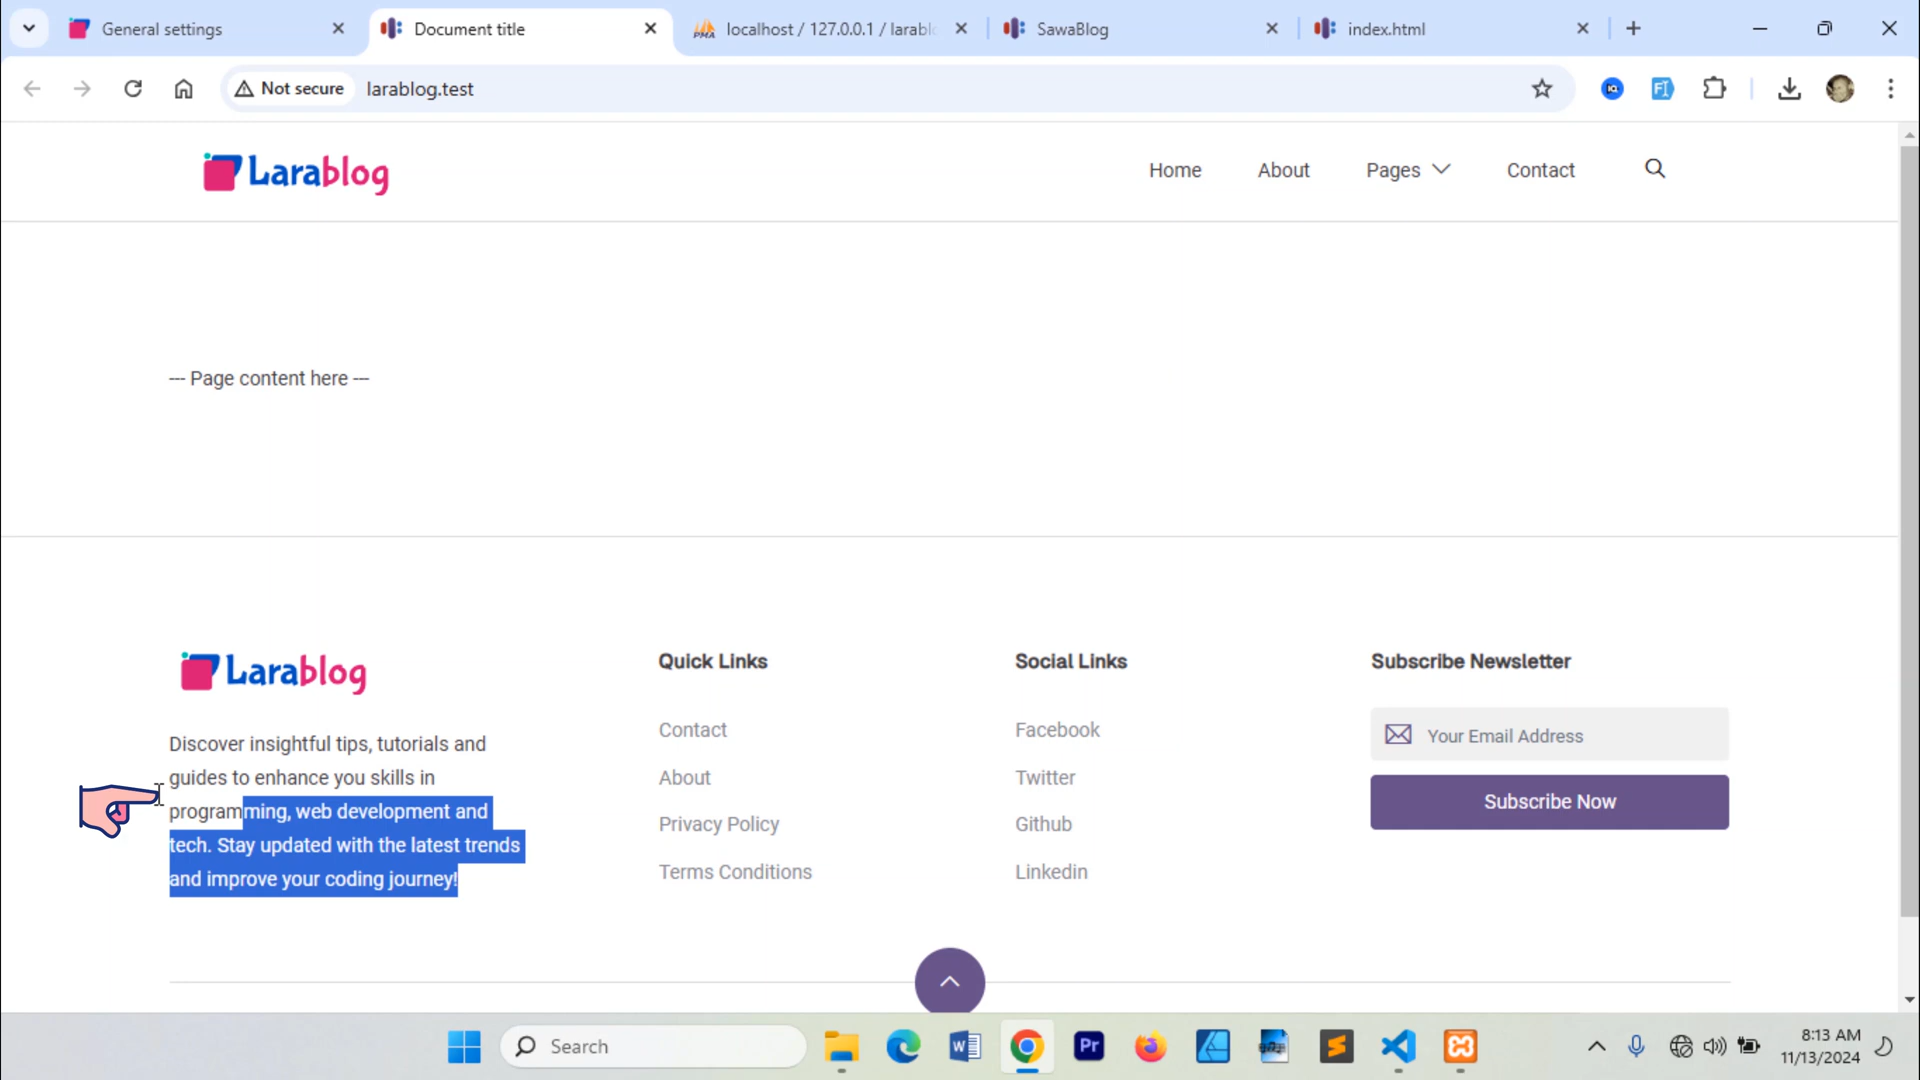 General settings
Document title
localhost / 127.0.0.1 / larabl
SawaBlog
index.html
Not secure
larablog.test
Larablog
Home
About
Pages
Contact
--- Page content here ---
Larablog
Discover insightful tips, tutorials and
guides to enhance you skills in
programming, web development and
tech. Stay updated with the latest trends
and improve your coding journey!
Quick Links
Contact
About
Privacy Policy
Terms Conditions
Social Links
Facebook
Twitter
Github
Linkedin
Subscribe Newsletter
Your Email Address
Subscribe Now
Search
Pr
8:13 AM
11/13/2024